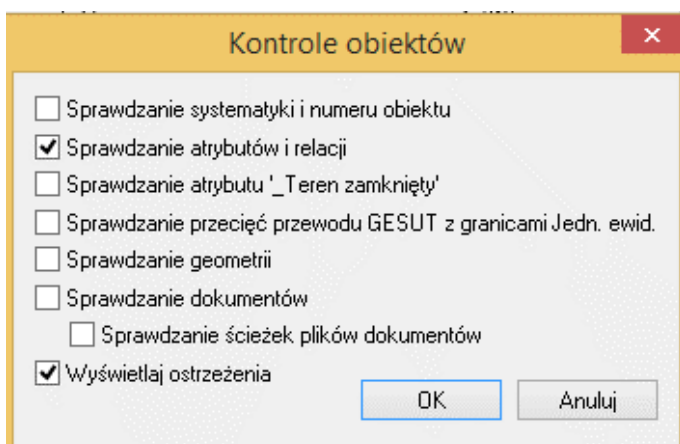 Kontrole obiektów
Sprawdzanie systematyki i numeru obiektu
Sprawdzanie atrybutów i relacji
Sprawdzanie atrybutu '_Teren zamknięty'
Sprawdzanie przecięć przewodu GESUT z granicami Jedn. ewid.
Sprawdzanie geometrii
Sprawdzanie dokumentów
Sprawdzanie ścieżek plików dokumentów
Wyświetlaj ostrzeżenia
OK Anuluj